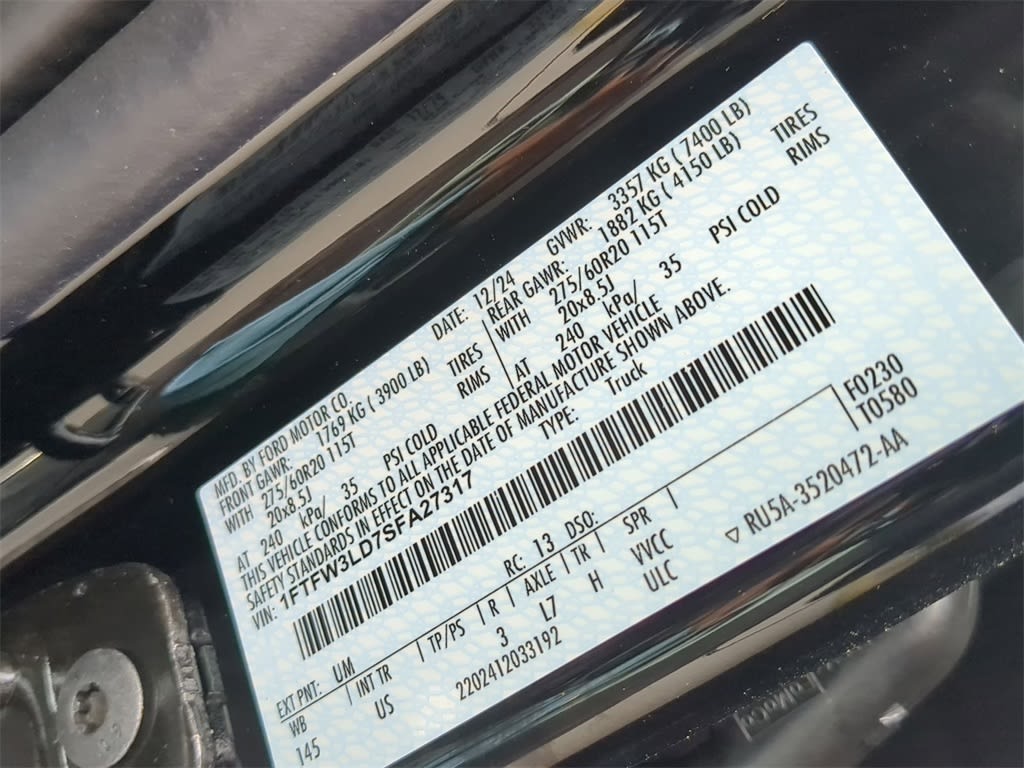 MFD. BY FORD MOTOR CO. DATE: 12/24 GVWR: 3357 KG ( 7400 LB)
FRONT GAWR: 1769 KG ( 3900 LB) REAR GAWR: 1882 KG ( 4150 LB)
WITH 275/60R20 115T TIRES WITH 275/60R20 115T TIRES
20x8.5J RIMS 20x8.5J RIMS
AT 240 kPa/ 35 PSI COLD AT 240 kPa/ 35 PSI COLD
THIS VEHICLE CONFORMS TO ALL APPLICABLE FEDERAL MOTOR VEHICLE
SAFETY STANDARDS IN EFFECT ON THE DATE OF MANUFACTURE SHOWN ABOVE.
VIN: 1FTFW3LD7SFA27317 TYPE: Truck
F0230
T0580
EXT PNT: UM RC: 13 DSO:
WB INT TR TP/PS R AXLE TR SPR
145 US 3 L7 H VVCC
ULC
2202412033192
▽ RU5A-3520472-AA